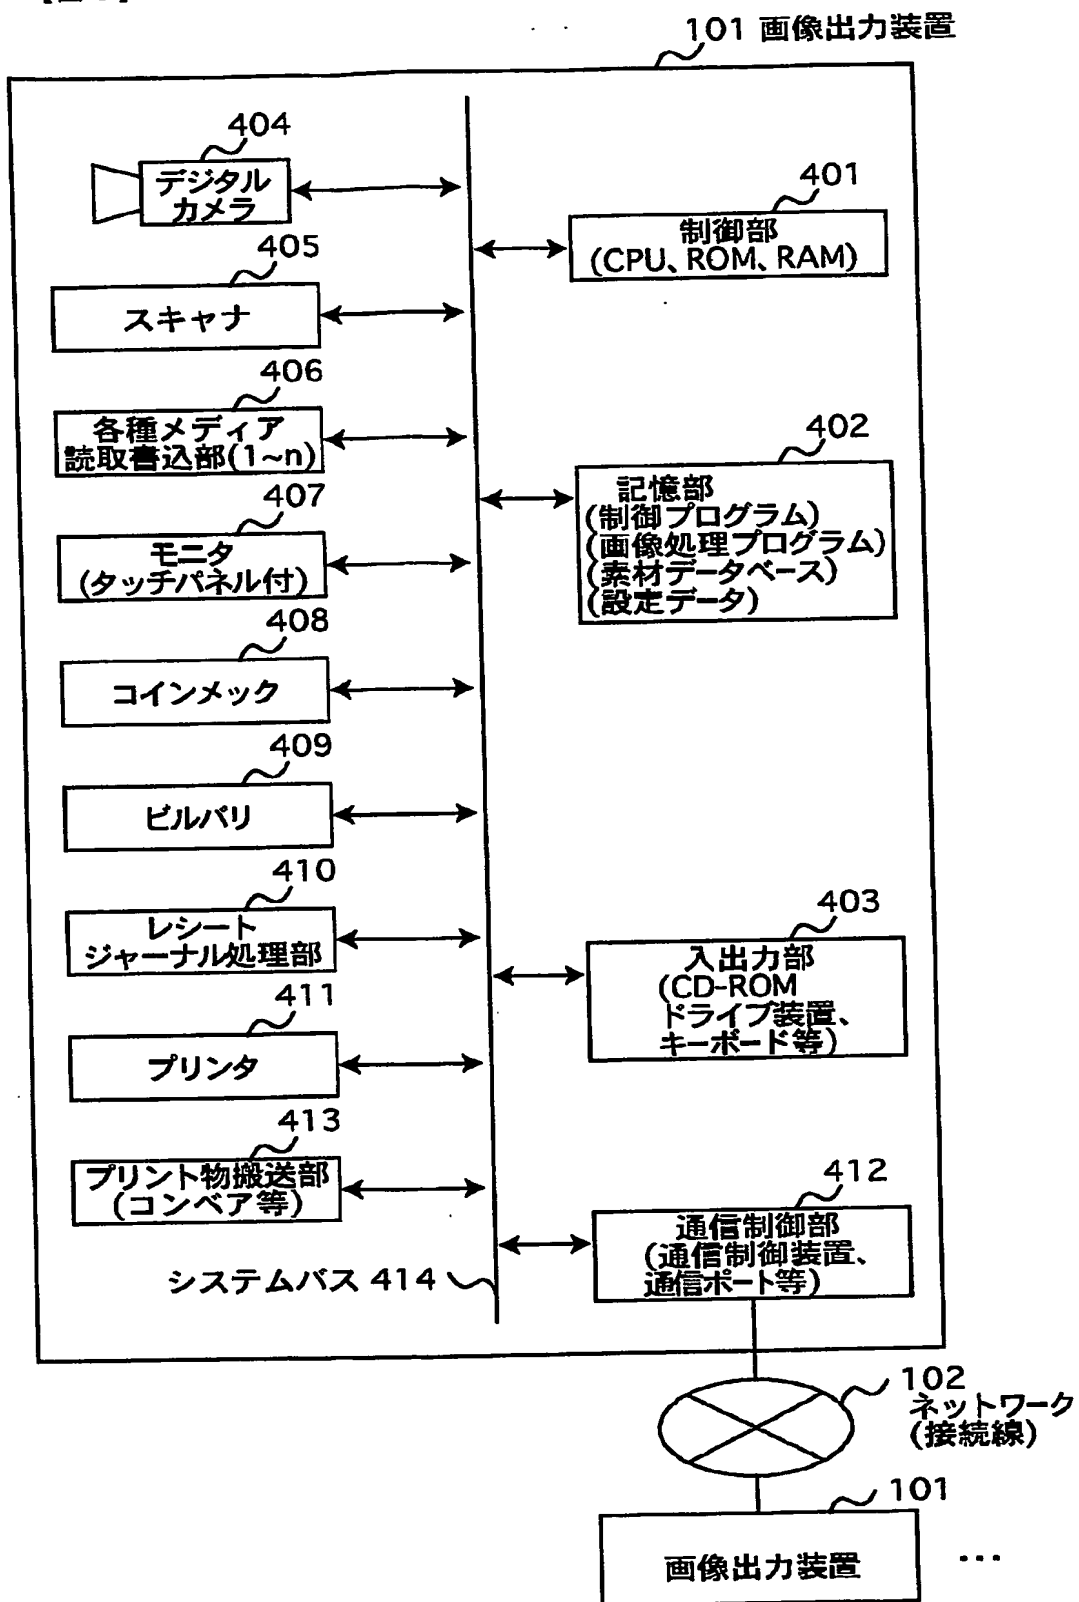 101 画像出力装置
404
デジタル
カメラ
401
制御部
(CPU、ROM、RAM)
405
スキャナ
406
各種メディア
読取書込部(1~n)
402
記憶部
(制御プログラム)
(画像処理プログラム)
(素材データベース)
(設定データ)
407
モニタ
(タッチパネル付)
408
コインメック
409
ビルバリ
410
レシート
ジャーナル処理部
403
入出力部
(CD-ROM
ドライブ装置、
キーボード等)
411
プリンタ
413
プリント物搬送部
(コンベア等)
412
通信制御部
(通信制御装置、
通信ポート等)
システムバス 414
102
ネットワーク
(接続線)
101
画像出力装置
...